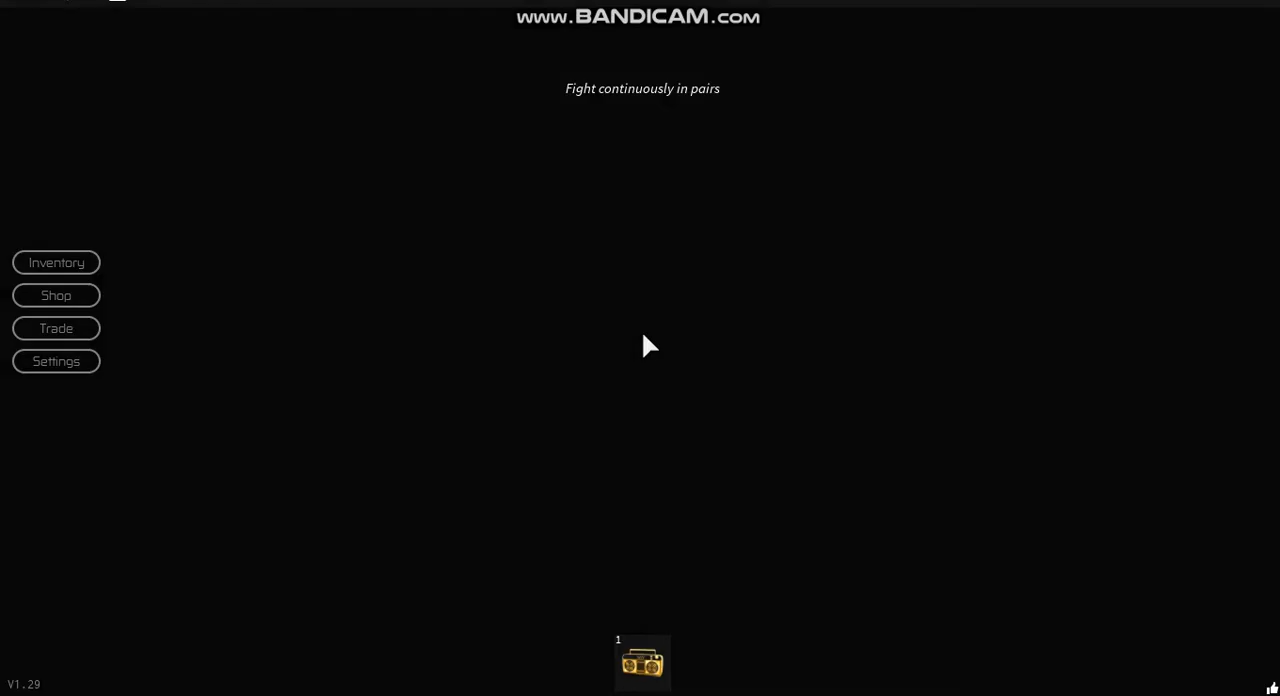 www.BANDICAM.com
Fight continuously in pairs
Inventory
Shop
Trade
Settings
1
V1.29